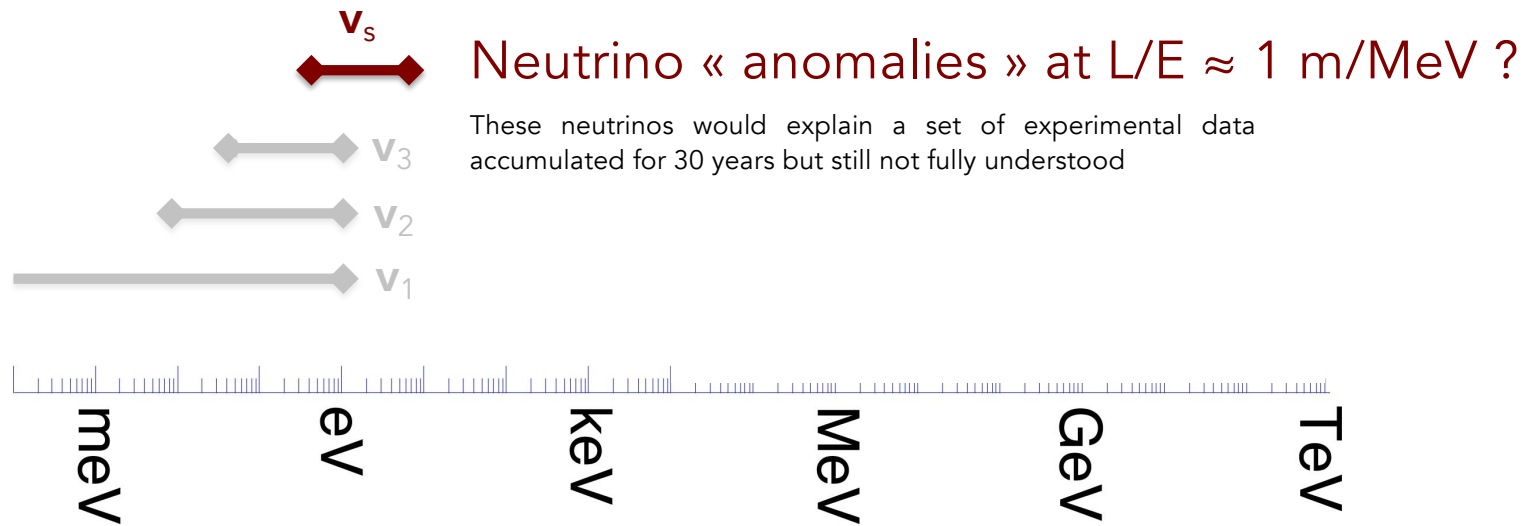 νs
Neutrino « anomalies » at L/E ≈ 1 m/MeV ?
These neutrinos would explain a set of experimental data
accumulated for 30 years but still not fully understood
ν3
ν2
ν1
meV eV keV MeV GeV TeV